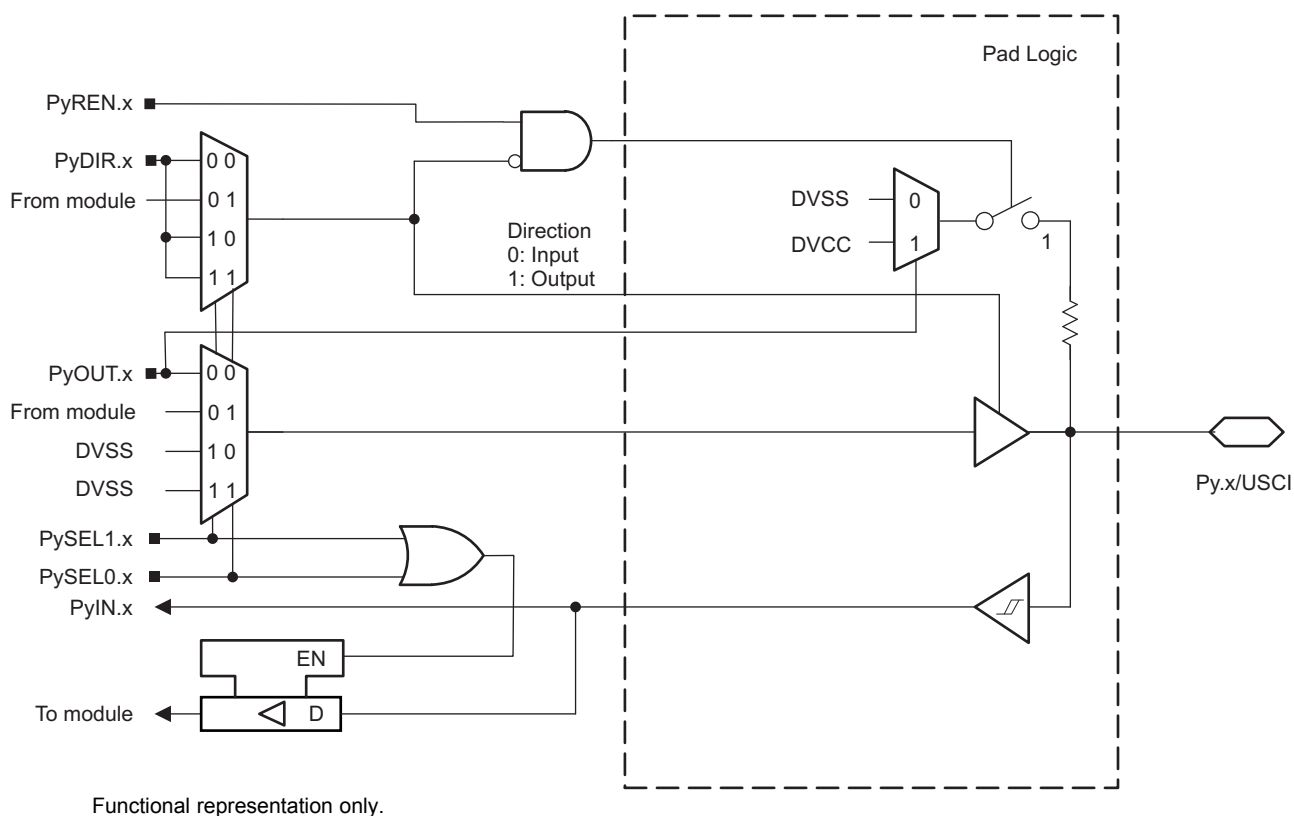 Pad Logic
PyREN.x
PyDIR.x
0 0
From module
0 1
1 0
1 1
Direction
0: Input
1: Output
DVSS
0
DVCC
1
1
PyOUT.x
0 0
From module
0 1
DVSS
1 0
DVSS
1 1
Py.x/USCI
PySEL1.x
PySEL0.x
PyIN.x
EN
To module
D
Functional representation only.